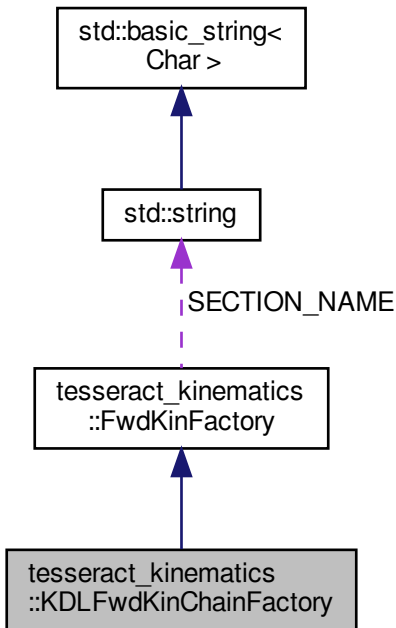 std::basic_string<
Char >
std::string
SECTION_NAME
tesseract_kinematics
::FwdKinFactory
tesseract_kinematics
::KDLFwdKinChainFactory